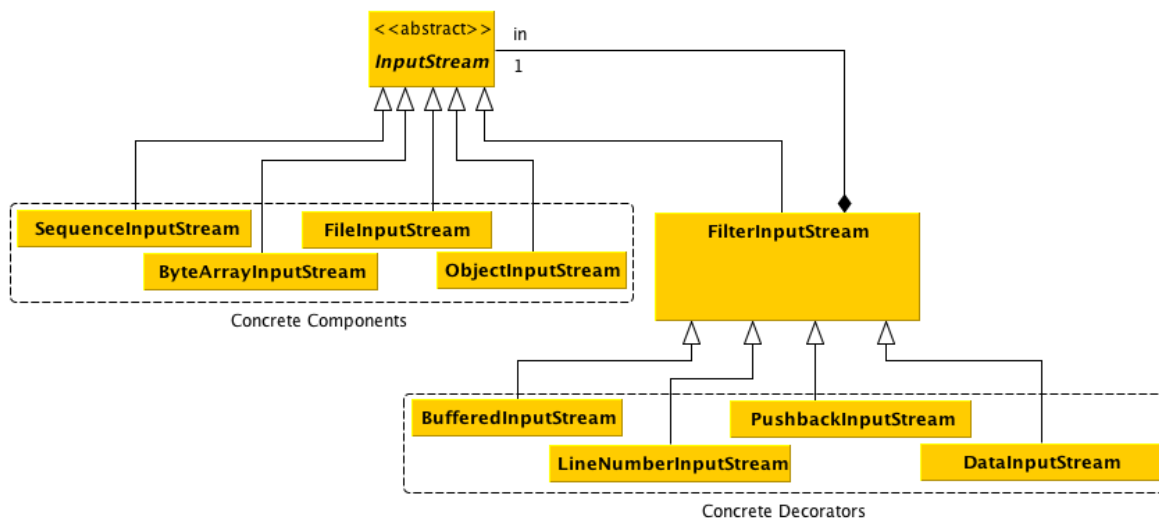 <<abstract>>
InputStream
in
1
SequenceInputStream
FileInputStream
ByteArrayInputStream
ObjectInputStream
Concrete Components
FilterInputStream
BufferedInputStream
PushbackInputStream
LineNumberInputStream
DataInputStream
Concrete Decorators